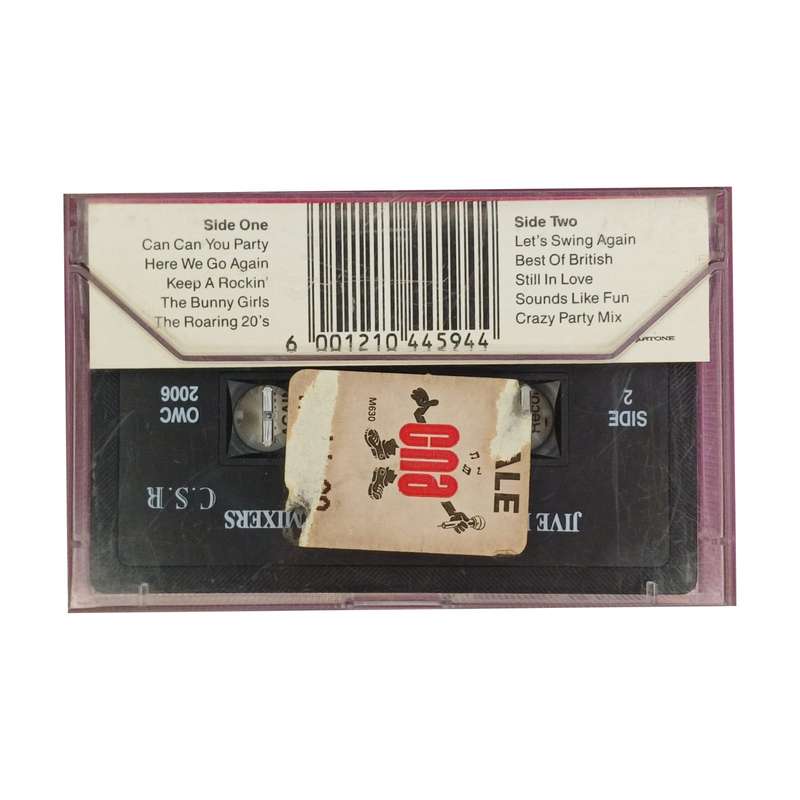 Side One
Can Can You Party
Here We Go Again
Keep A Rockin'
The Bunny Girls
The Roaring 20's
6 001210 445944
Side Two
Let's Swing Again
Best Of British
Still In Love
Sounds Like Fun
Crazy Party Mix
SIDE
2
OWC
2006
JIVE
MIXERS
C.S.R
M630
cna